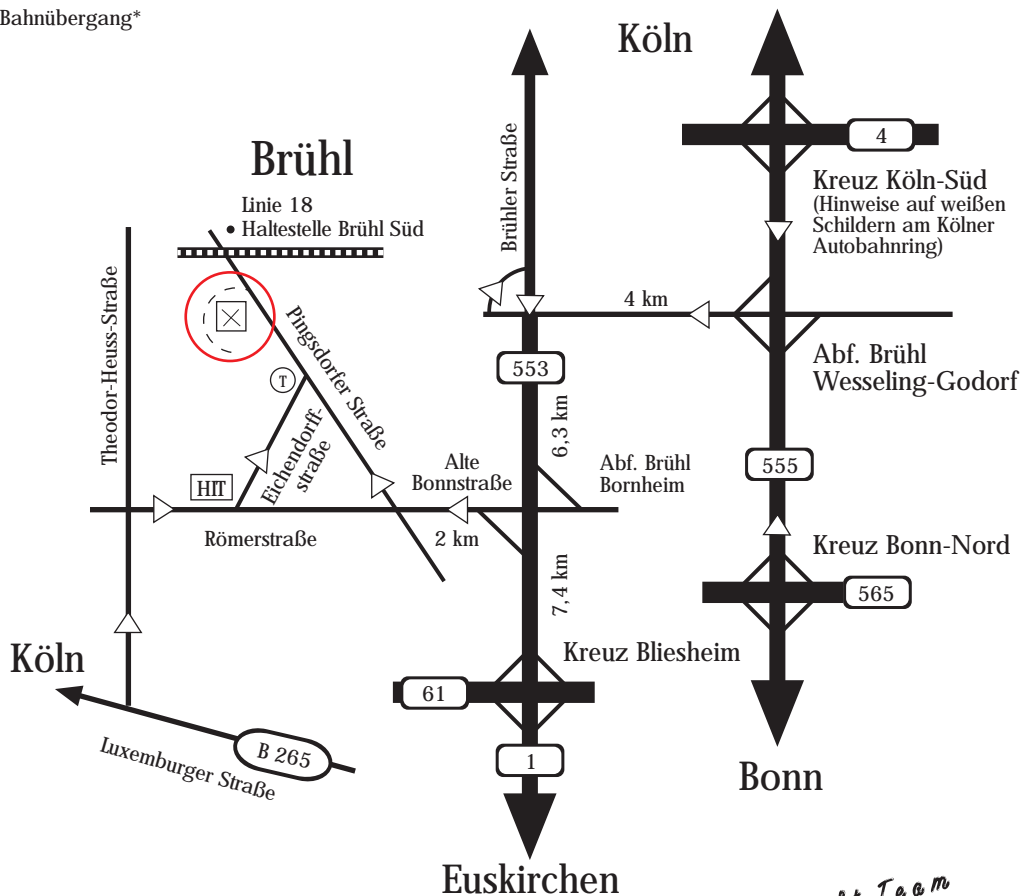 Bahnübergang*
Köln
4
Kreuz Köln-Süd
(Hinweise auf weißen
Schildern am Kölner
Autobahnring)
Brühl
Linie 18
• Haltestelle Brühl Süd
Brühler Straße
4 km
Theodor-Heuss-Straße
Pingsdorfer Straße
T
553
6,3 km
Abf. Brühl
Wesseling-Godorf
Eichendorff-
straße
HIT
Alte
Bonnstraße
Abf. Brühl
Bornheim
555
Römerstraße
2 km
7,4 km
Kreuz Bonn-Nord
565
Köln
Kreuz Bliesheim
61
Luxemburger Straße
B 265
1
Bonn
Euskirchen
Team